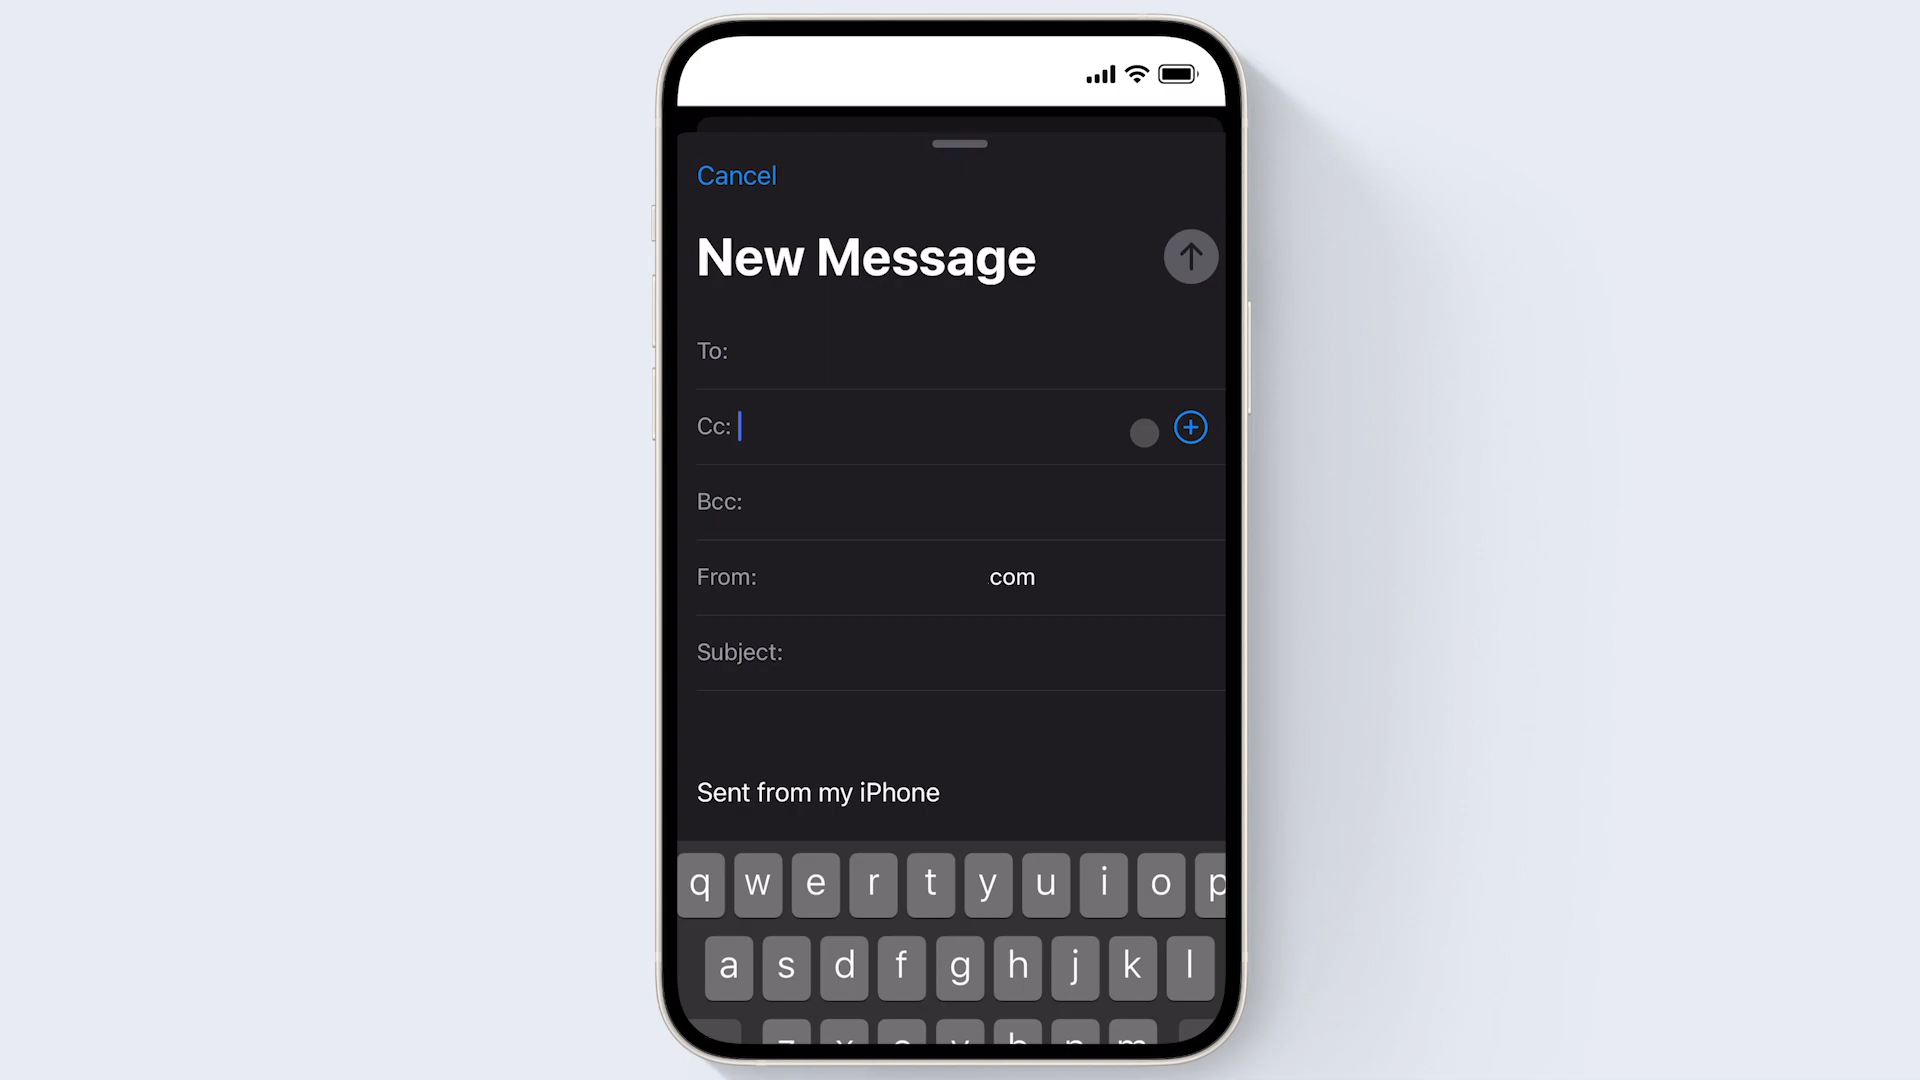 Cancel
New Message
To:
Cc:
Bcc:
From: .com
Subject:
Sent from my iPhone
q w e r t y u i o p
a s d f g h j k l
z x c v b n m